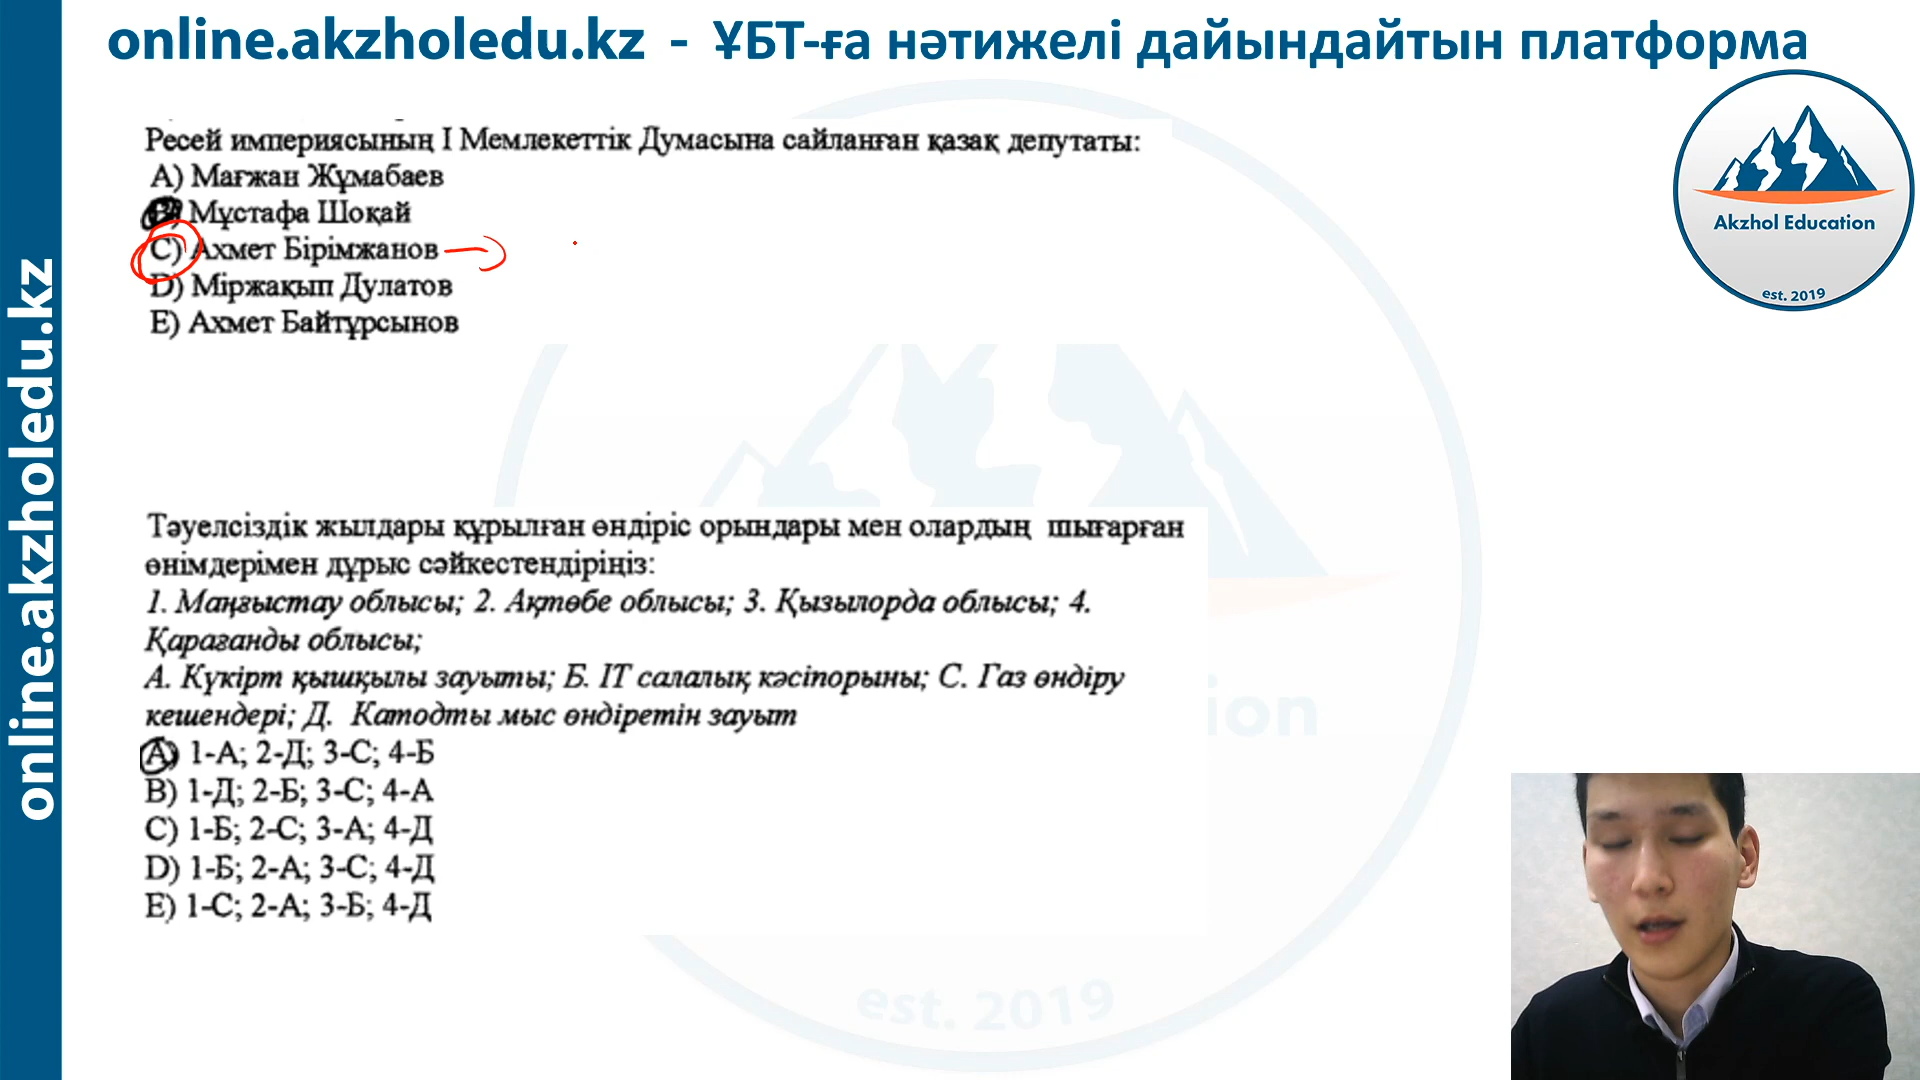 online.akzholedu.kz - ҰБТ-ға нәтижелі дайындайтын платформа
Akzhol Education
est. 2019
online.akzholedu.kz
Ресей империясының I Мемлекеттік Думасына сайланған қазақ депутаты:
A) Мағжан Жұмабаев
B) Мұстафа Шоқай
C) Ахмет Бірімжанов
D) Міржақып Дулатов
E) Ахмет Байтұрсынов
Тәуелсіздік жылдары құрылған өндіріс орындары мен олардың шығарған
өнімдерімен дұрыс сәйкестендіріңіз:
1. Маңғыстау облысы; 2. Ақтөбе облысы; 3. Қызылорда облысы; 4.
Қарағанды облысы;
А. Күкірт қышқылы зауыты; Б. IT салалық кәсіпорыны; С. Газ өндіру
кешендері; Д. Катодты мыс өндіретін зауыт
A) 1-А; 2-Д; 3-С; 4-Б
B) 1-Д; 2-Б; 3-С; 4-А
C) 1-Б; 2-С; 3-А; 4-Д
D) 1-Б; 2-А; 3-С; 4-Д
E) 1-С; 2-А; 3-Б; 4-Д
ion
est. 2019